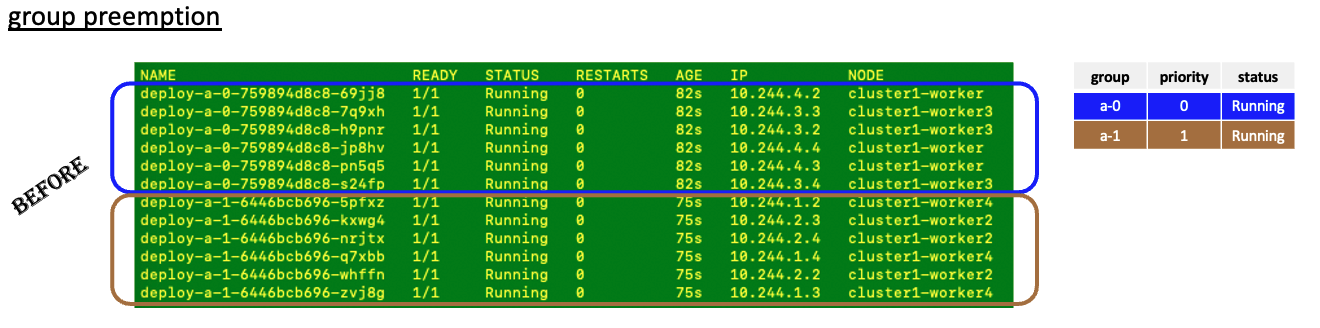 group preemption
NAME READY STATUS RESTARTS AGE IP NODE
deploy-a-0-759894d8c8-69jj8 1/1 Running 0 82s 10.244.4.2 cluster1-worker
deploy-a-0-759894d8c8-7q9xh 1/1 Running 0 82s 10.244.3.3 cluster1-worker3
deploy-a-0-759894d8c8-h9pnr 1/1 Running 0 82s 10.244.3.2 cluster1-worker3
deploy-a-0-759894d8c8-jp8hv 1/1 Running 0 82s 10.244.4.4 cluster1-worker
deploy-a-0-759894d8c8-pn5q5 1/1 Running 0 82s 10.244.4.3 cluster1-worker
deploy-a-0-759894d8c8-s24fp 1/1 Running 0 82s 10.244.3.4 cluster1-worker3
deploy-a-1-6446bcb696-5pfxz 1/1 Running 0 75s 10.244.1.2 cluster1-worker4
deploy-a-1-6446bcb696-kxwg4 1/1 Running 0 75s 10.244.2.3 cluster1-worker2
deploy-a-1-6446bcb696-nrjtx 1/1 Running 0 75s 10.244.2.4 cluster1-worker2
deploy-a-1-6446bcb696-q7xbb 1/1 Running 0 75s 10.244.1.4 cluster1-worker4
deploy-a-1-6446bcb696-whffn 1/1 Running 0 75s 10.244.2.2 cluster1-worker2
deploy-a-1-6446bcb696-zvj8g 1/1 Running 0 75s 10.244.1.3 cluster1-worker4
BEFORE
group priority status
a-0 0 Running
a-1 1 Running